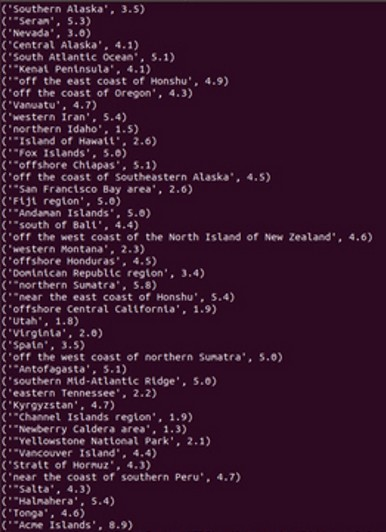 ('Southern Alaska', 3.5)
('"Seram', 5.3)
('Nevada', 3.0)
('Central Alaska', 4.1)
('South Atlantic Ocean', 5.1)
('"Kenai Peninsula', 4.1)
('"off the east coast of Honshu', 4.9)
('off the coast of Oregon', 4.3)
('Vanuatu', 4.7)
('western Iran', 5.4)
('northern Idaho', 1.5)
('"Island of Hawaii', 2.6)
('"Fox Islands', 5.0)
('"offshore Chiapas', 5.1)
('off the coast of Southeastern Alaska', 4.5)
('"San Francisco Bay area', 2.6)
('Fiji region', 5.0)
('"Andaman Islands', 5.0)
('"south of Bali', 4.4)
('off the west coast of the North Island of New Zealand', 4.6)
('western Montana', 2.3)
('offshore Honduras', 4.5)
('Dominican Republic region', 3.4)
('"northern Sumatra', 5.8)
('"near the east coast of Honshu', 5.4)
('offshore Central California', 1.9)
('Utah', 1.8)
('Virginia', 2.0)
('Spain', 3.5)
('off the west coast of northern Sumatra', 5.0)
('"Antofagasta', 5.1)
('southern Mid-Atlantic Ridge', 5.0)
('eastern Tennessee', 2.2)
('Kyrgyzstan', 4.7)
('"Channel Islands region', 1.9)
('"Newberry Caldera area', 1.3)
('"Yellowstone National Park', 2.1)
('"Vancouver Island', 4.4)
('Strait of Hormuz', 4.3)
('near the coast of southern Peru', 4.7)
('"Salta', 4.3)
('"Halmahera', 5.4)
('Tonga', 4.6)
('"Acme Islands', 8.9)